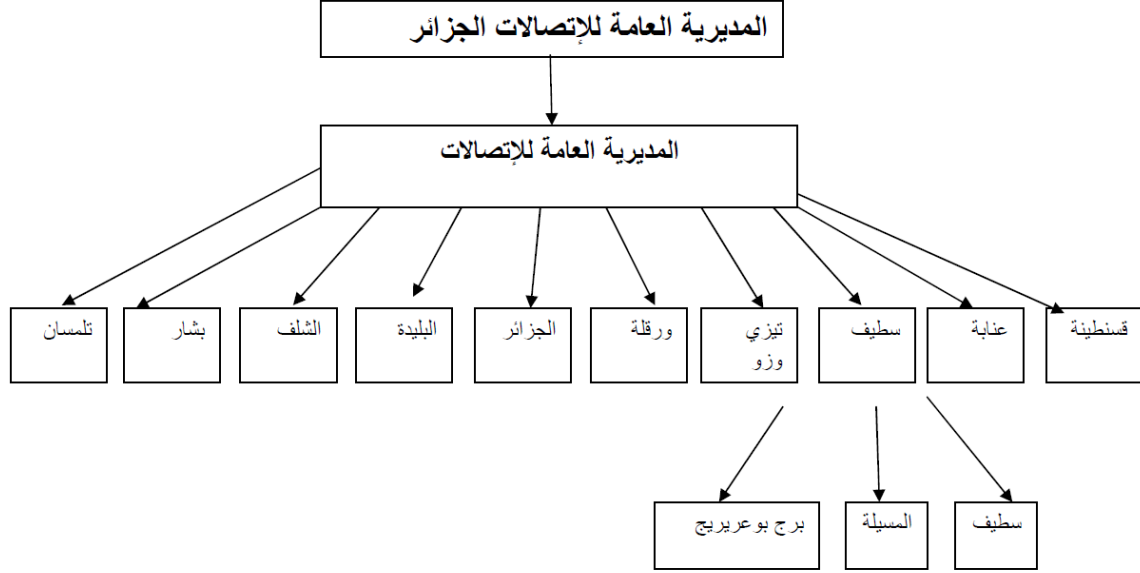 المديرية العامة للإتصالات الجزائر
المديرية العامة للإتصالات
قسنطينة
عنابة
سطيف
تيزي
وزو
ورقلة
الجزائر
البليدة
الشلف
بشار
تلمسان
سطيف
المسيلة
برج بوعريريج